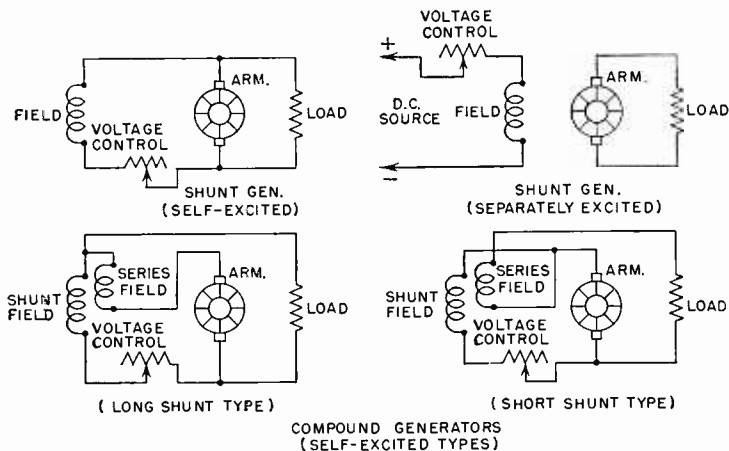 VOLTAGE
CONTROL
+
ARM.
FIELD
VOLTAGE
CONTROL
LOAD
SHUNT GEN.
(SELF-EXCITED)
D.C.
SOURCE
FIELD
LOAD
–
SHUNT GEN.
(SEPARATELY EXCITED)
SERIES
FIELD
ARM.
SHUNT
FIELD
VOLTAGE
CONTROL
LOAD
(LONG SHUNT TYPE)
SERIES
FIELD
ARM.
SHUNT
FIELD
VOLTAGE
CONTROL
LOAD
(SHORT SHUNT TYPE)
COMPOUND GENERATORS
(SELF-EXCITED TYPES)